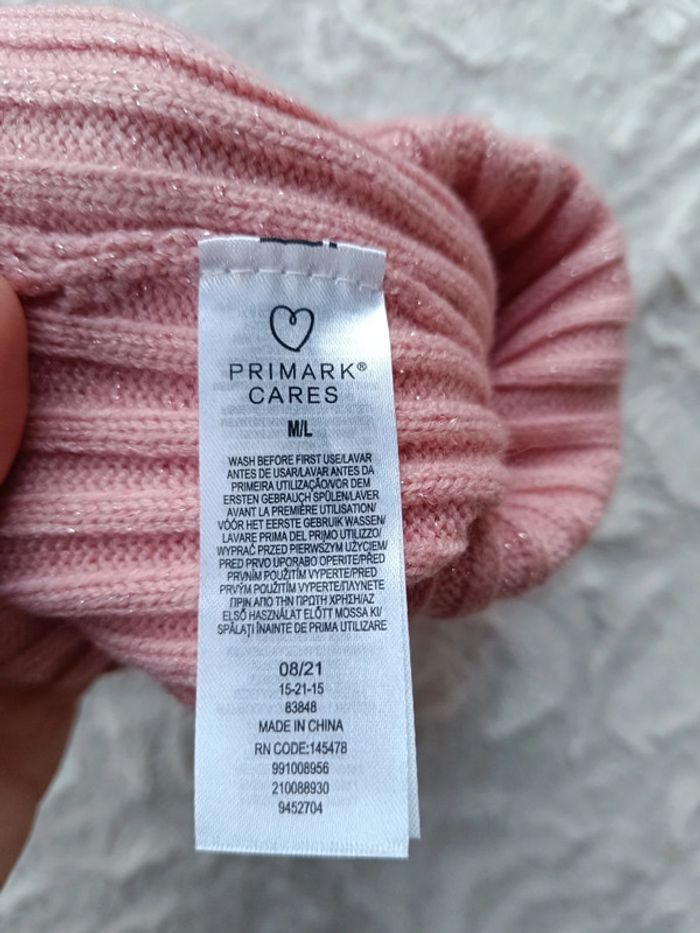 PRIMARK®
CARES
M/L
WASH BEFORE FIRST USE/LAVAR
ANTES DE USAR/LAVAR ANTES DA
PRIMEIRA UTILIZAÇÃO/VOR DEM
ERSTEN GEBRAUCH SPÜLEN/LAVER
AVANT LA PREMIÈRE UTILISATION/
VÓÓR HET EERSTE GEBRUIK WASSEN/
LAVARE PRIMA DEL PRIMO UTILIZZO/
WYPRAĆ PRZED PIERWSZYM UŻYCIEM/
PRED PRVO UPORABO OPERITE/PŘED
PRVNÍM POUŽITÍM VYPERTE/PRED
PRVÝM POUŽITÍM VYPERTE/ΠΛΥΝΕΤΕ
ΠΡΙΝ ΑΠΟ ΤΗΝ ΠΡΩΤΗ ΧΡΗΣΗ/AZ
ELSŐ HASZNÁLAT ELŐTT MOSSA KI/
SPĂLAȚI ÎNAINTE DE PRIMA UTILIZARE
08/21
15-21-15
83848
MADE IN CHINA
RN CODE:145478
991008956
210088930
9452704